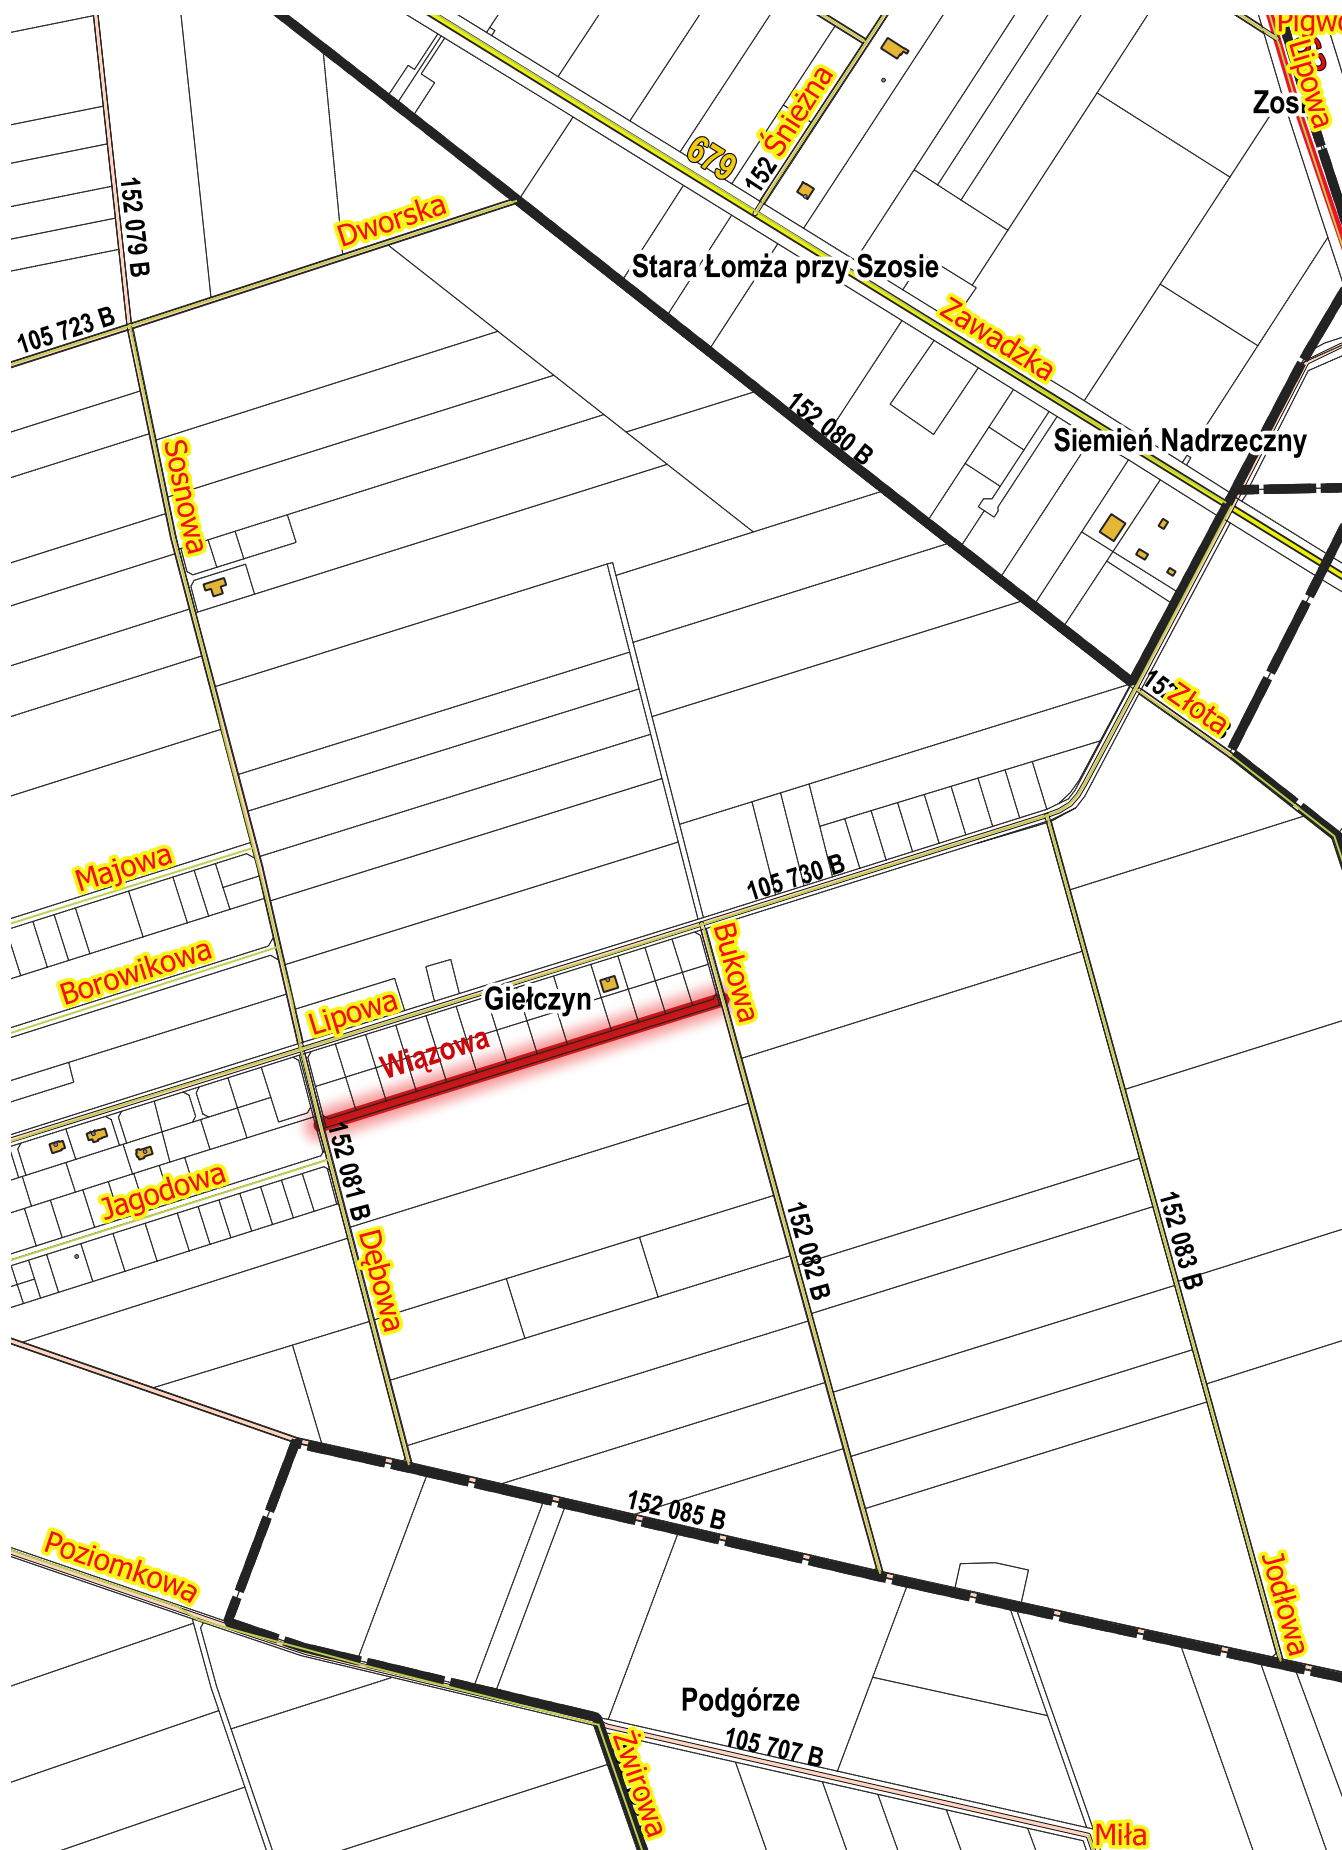 Lipowa
679
Śnieżna
152
152 079 B
Dworska
Stara Łomża przy Szosie
105 723 B
Zawadzka
152 080 B
Siemień Nadrzeczny
Sosnowa
Złota
Majowa
105 730 B
Borowikowa
Bukowa
Lipowa
Giełczyn
Wiązowa
152 081 B
Jagodowa
152 082 B
152 083 B
Dębowa
152 085 B
Poziomkowa
Jodłowa
Podgórze
105 707 B
Żwirowa
Miła